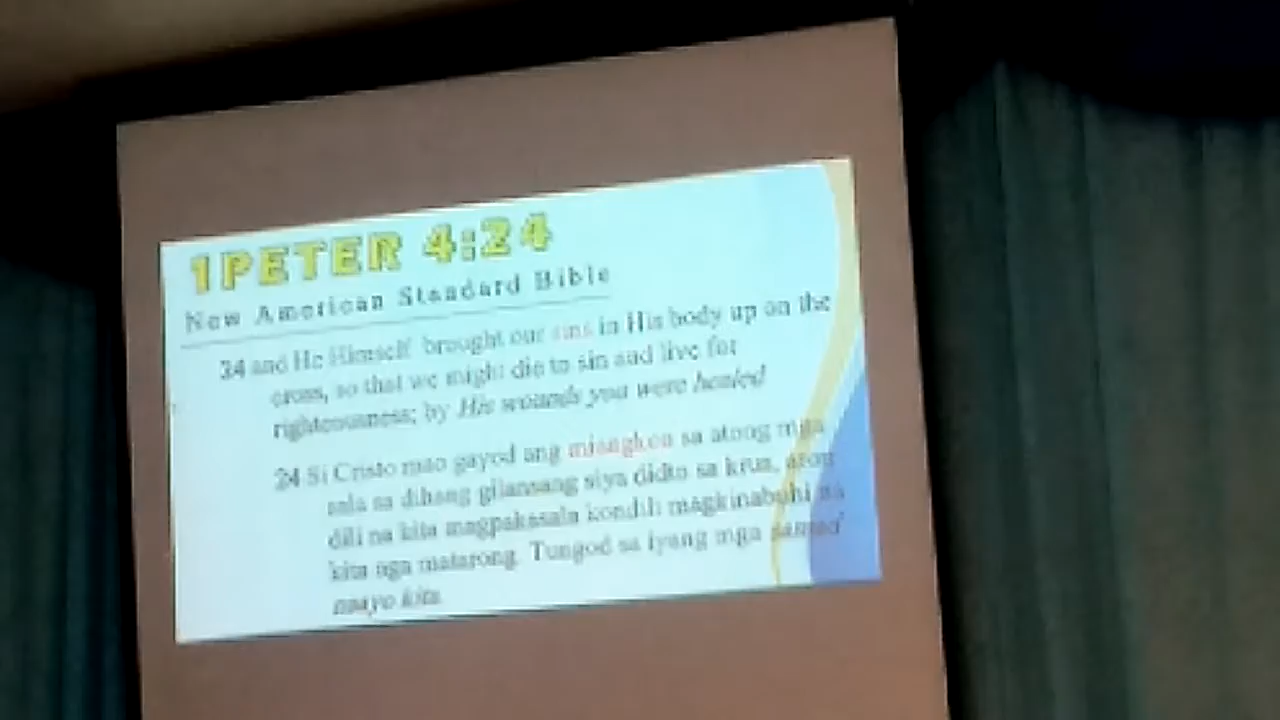 1PETER 4:24
New American Standard Bible
24 and He Himself brought our sins in His body up on the
cross, so that we might die to sin and live for
righteousness; by His wounds you were healed
24 Si Cristo mao gayod ang misangkon sa atong mga
sala sa dihang gilansang siya didto sa krus, aron
dili na kita magpakasala kondili magkinabuhi na
kita nga matarong. Tungod sa iyang mga samad
naayo kita